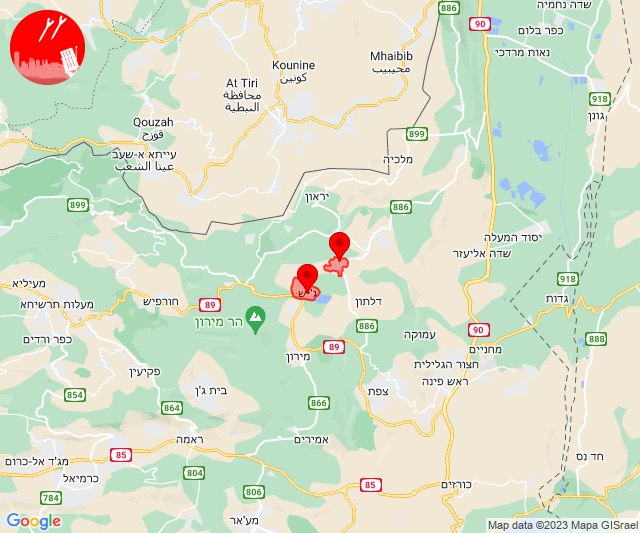 886
90
שדה נחמיה
כפר בלום
Mhaibib
מחיביב
נאות מרדכי
Kounine
קונין
At Tiri
محافظة
النبطية
918
גונן
Qouzah
קוזח
עייתא א-שעב
عيتا الشعب
899
מלכיה
יראון
886
899
יסוד המעלה
שדה אליעזר
918
מעיליא
מעלות תרשיחא
חורפיש
89
דלתון
גדות
הר מירון
886
90
888
כפר ורדים
עמוקה
מחניים
89
מירון
חצור הגלילית
ראש פינה
פקיעין
בית ג'ן
צפת
854
864
866
ראמה
אמירים
85
מג'ד אל-כרום
כרמיאל
804
85
חד נס
806
כורזים
784
מע'אר
Google
Map data ©2023 Mapa GISrael